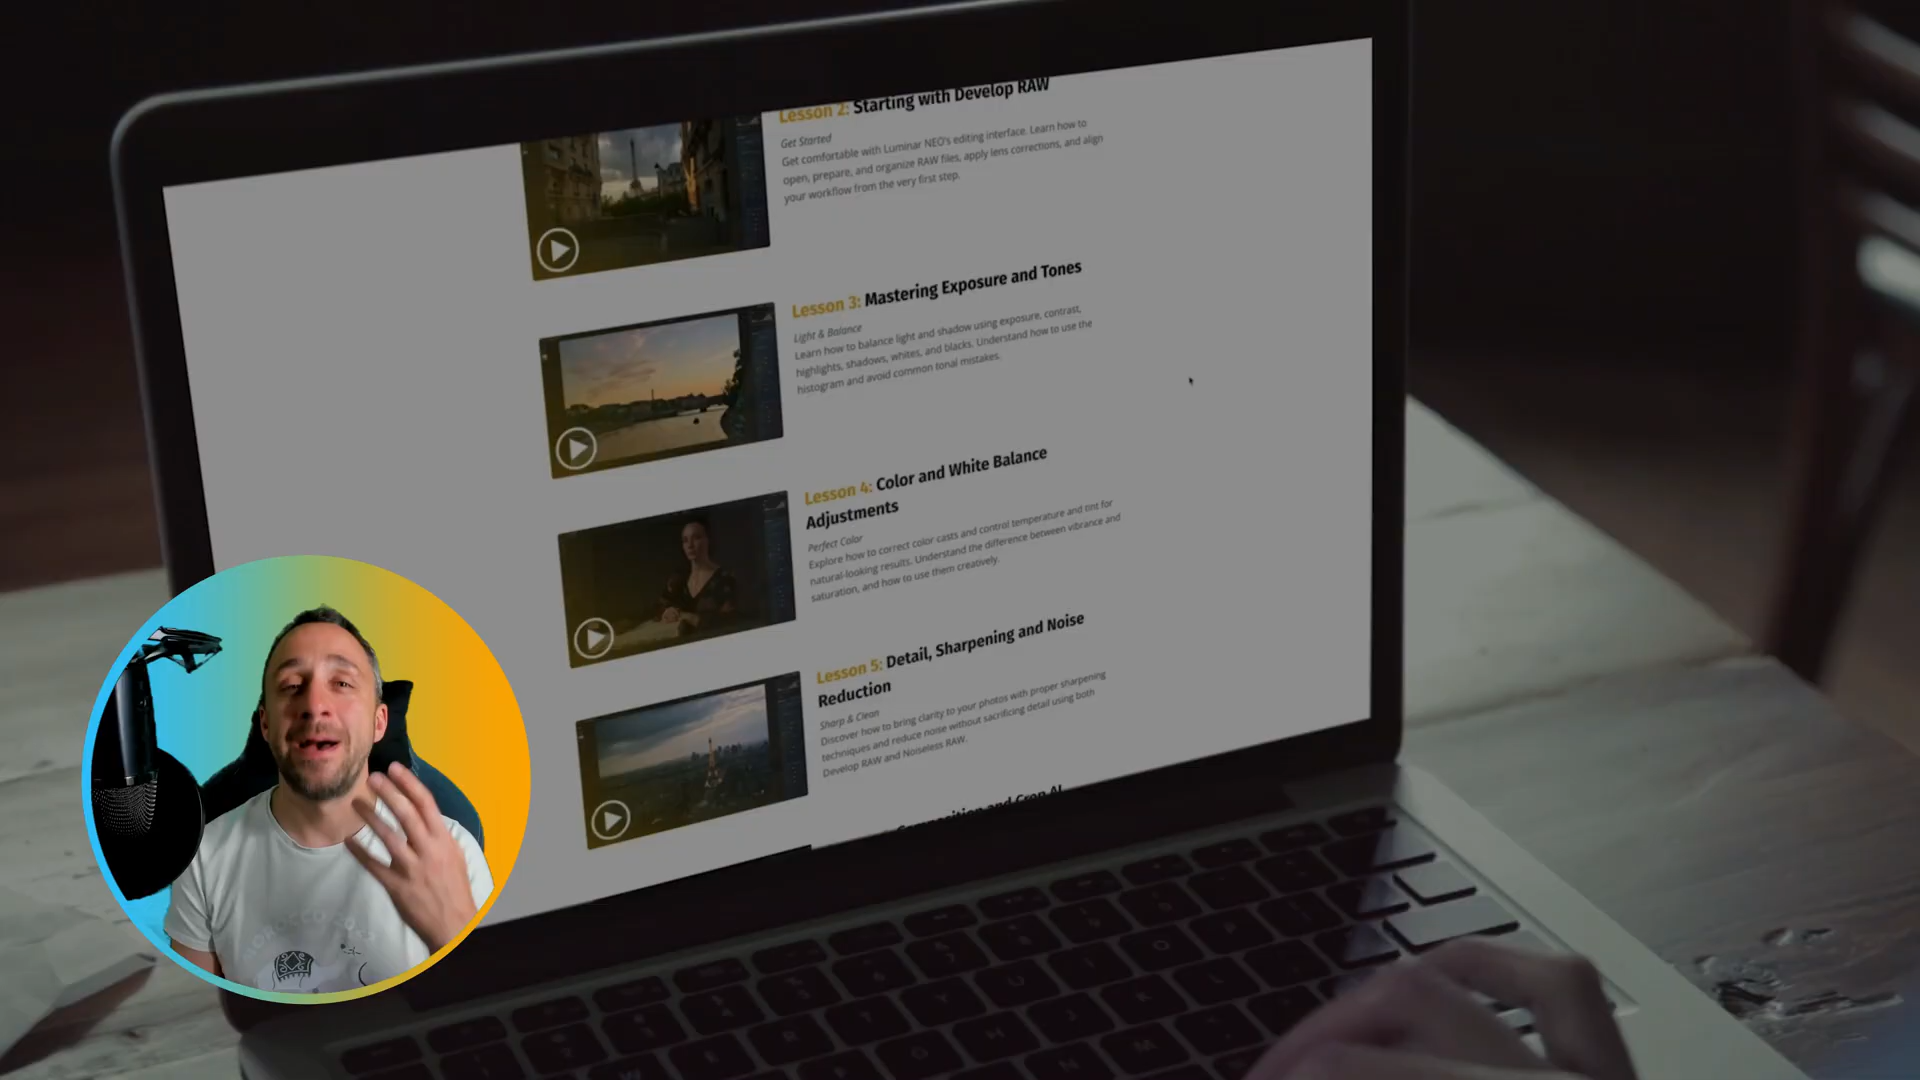 Lesson 2: Starting with Develop RAW
Get Started
Get comfortable with Luminar NEO's editing interface. Learn how to
open, prepare, and organize RAW files, apply lens corrections, and align
your workflow from the very first step.
Lesson 3: Mastering Exposure and Tones
Light & Balance
Learn how to balance light and shadow using exposure, contrast,
highlights, shadows, whites, and blacks. Understand how to use the
histogram and avoid common tonal mistakes.
Lesson 4: Color and White Balance
Adjustments
Perfect Color
Explore how to correct color casts and control temperature and tint for
natural-looking results. Understand the difference between vibrance and
saturation, and how to use them creatively.
Lesson 5: Detail, Sharpening and Noise
Reduction
Sharp & Clean
Discover how to bring clarity to your photos with proper sharpening
techniques and reduce noise without sacrificing detail using both
Develop RAW and Noiseless RAW.
Composition and Crop AI
MOROCCO